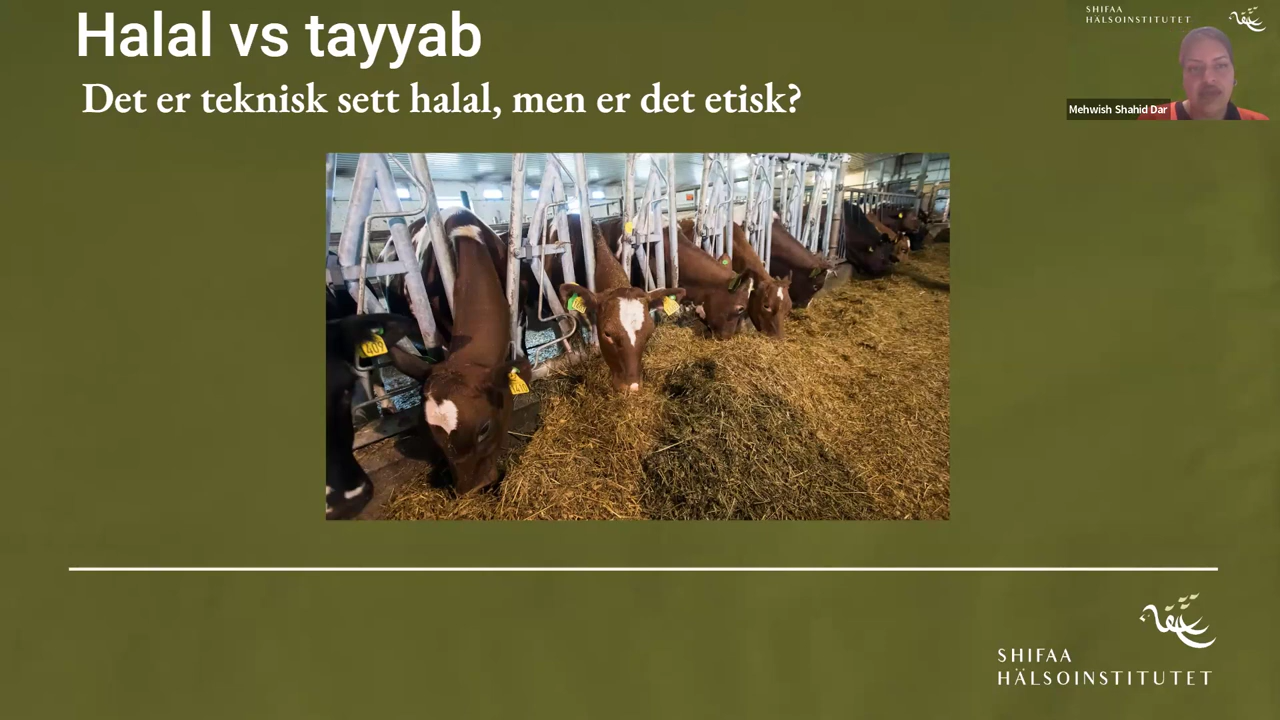 Halal vs tayyab
Det er teknisk sett halal, men er det etisk?
SHIFAA
HÄLSOINSTITUTET
Mehwish Shahid Dar
409
SHIFAA
HÄLSOINSTITUTET